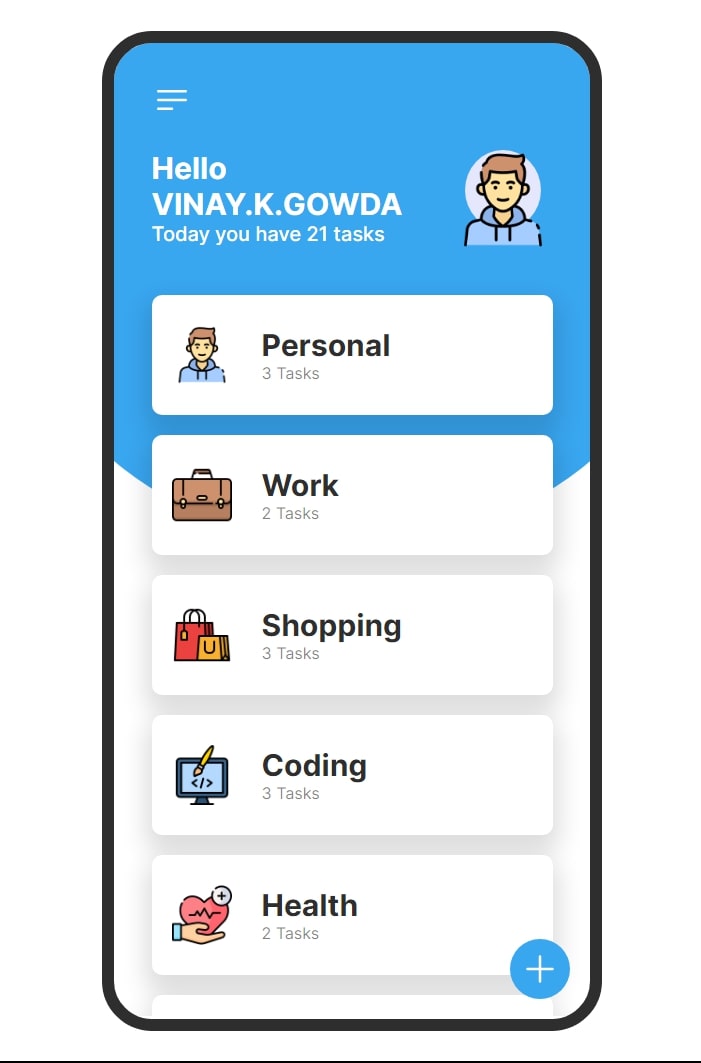 Hello
VINAY.K.GOWDA
Today you have 21 tasks
Personal
3 Tasks
Work
2 Tasks
Shopping
3 Tasks
Coding
3 Tasks
</>
Health
2 Tasks